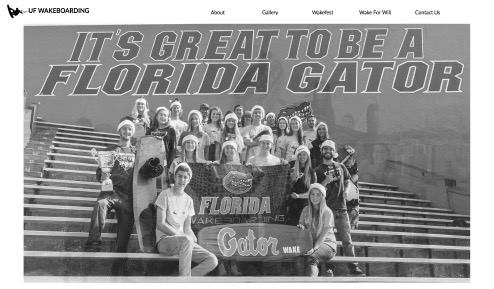 UF WAKEBOARDING
About Gallery Wakefest Wake For Will Contact Us
IT'S GREAT TO BE A
FLORIDA GATOR
FLORIDA
WAKEBOARDING
Gator WAKE